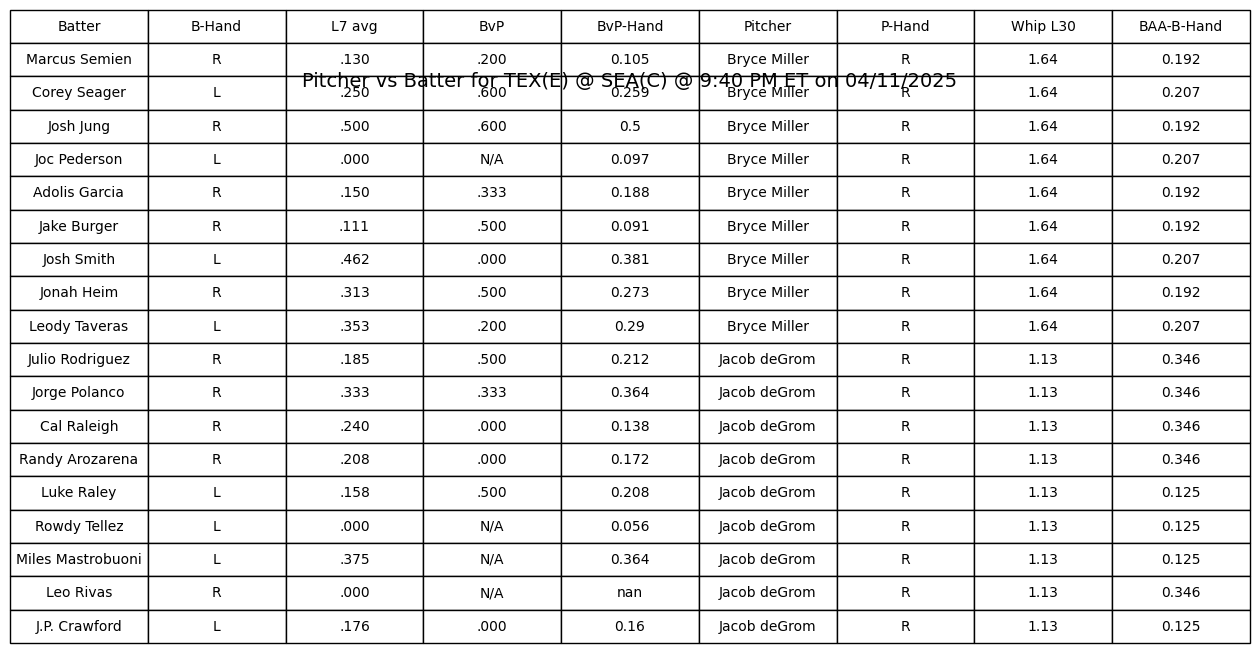 Batter B-Hand L7 avg BvP BvP-Hand Pitcher P-Hand Whip L30 BAA-B-Hand
Marcus Semien R .130 .200 0.105 Bryce Miller R 1.64 0.192
Pitcher vs Batter for TEX(E) @ SEA(C) @ 9:40 PM ET on 04/11/2025
Corey Seager L .250 .600 0.259 Bryce Miller R 1.64 0.207
Josh Jung R .500 .600 0.5 Bryce Miller R 1.64 0.192
Joc Pederson L .000 N/A 0.097 Bryce Miller R 1.64 0.207
Adolis Garcia R .150 .333 0.188 Bryce Miller R 1.64 0.192
Jake Burger R .111 .500 0.091 Bryce Miller R 1.64 0.192
Josh Smith L .462 .000 0.381 Bryce Miller R 1.64 0.207
Jonah Heim R .313 .500 0.273 Bryce Miller R 1.64 0.192
Leody Taveras L .353 .200 0.29 Bryce Miller R 1.64 0.207
Julio Rodriguez R .185 .500 0.212 Jacob deGrom R 1.13 0.346
Jorge Polanco R .333 .333 0.364 Jacob deGrom R 1.13 0.346
Cal Raleigh R .240 .000 0.138 Jacob deGrom R 1.13 0.346
Randy Arozarena R .208 .000 0.172 Jacob deGrom R 1.13 0.346
Luke Raley L .158 .500 0.208 Jacob deGrom R 1.13 0.125
Rowdy Tellez L .000 N/A 0.056 Jacob deGrom R 1.13 0.125
Miles Mastrobuoni L .375 N/A 0.364 Jacob deGrom R 1.13 0.125
Leo Rivas R .000 N/A nan Jacob deGrom R 1.13 0.346
J.P. Crawford L .176 .000 0.16 Jacob deGrom R 1.13 0.125